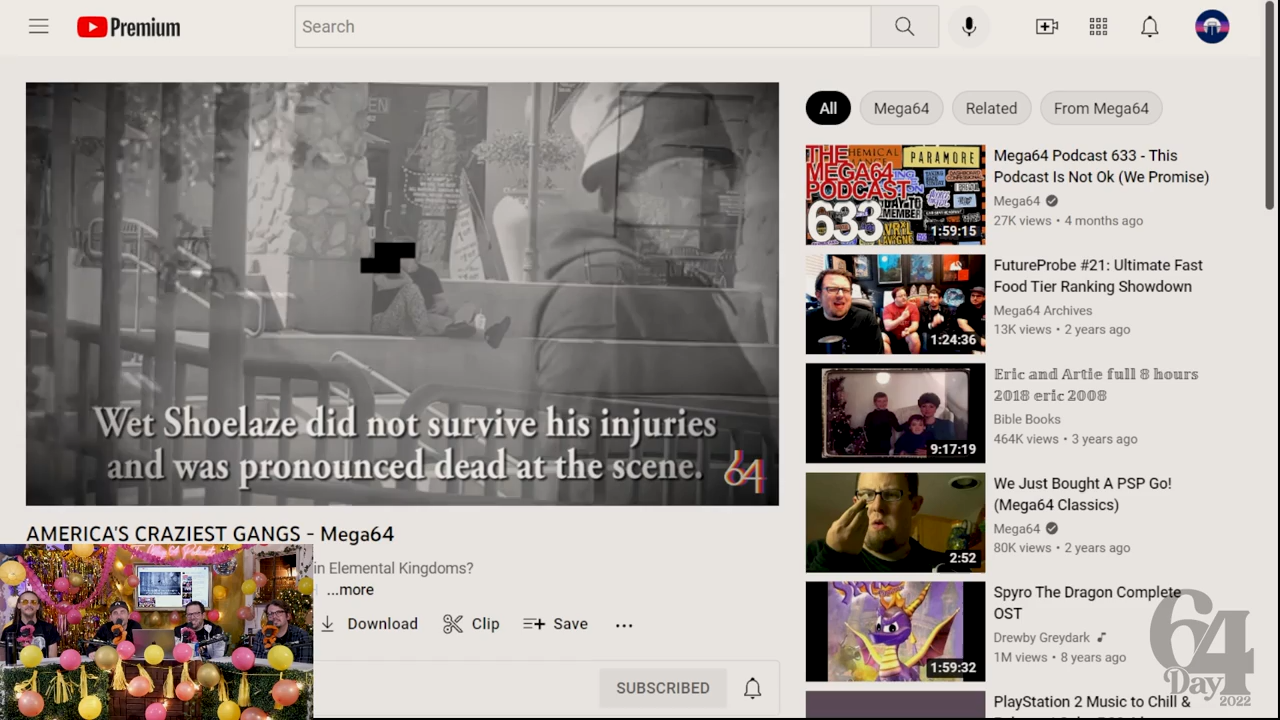 Premium
Search
All
Mega64
Related
From Mega64
Wet Shoelaze did not survive his injuries
and was pronounced dead at the scene.
64
AMERICA'S CRAZIEST GANGS - Mega64
in Elemental Kingdoms?
...more
Download
Clip
Save
SUBSCRIBED
THE
MEGA64
PODCAST
633
PARAMORE
1:59:15
Mega64 Podcast 633 - This
Podcast Is Not Ok (We Promise)
Mega64
27K views • 4 months ago
1:24:36
FutureProbe #21: Ultimate Fast
Food Tier Ranking Showdown
Mega64 Archives
13K views • 2 years ago
9:17:19
𝔼𝕣𝕚𝕔 𝕒𝕟𝕕 𝔸𝕣𝕥𝕚𝕖 𝕗𝕦𝕝𝕝 𝟠 𝕙𝕠𝕦𝕣𝕤
𝟚𝟘𝟙𝟠 𝕖𝕣𝕚𝕔 𝟚𝟘𝟘𝟠
Bible Books
464K views • 3 years ago
2:52
We Just Bought A PSP Go!
(Mega64 Classics)
Mega64
80K views • 2 years ago
1:59:32
Spyro The Dragon Complete
OST
Drewby Greydark
1M views • 8 years ago
PlayStation 2 Music to Chill &
64
Day
2022